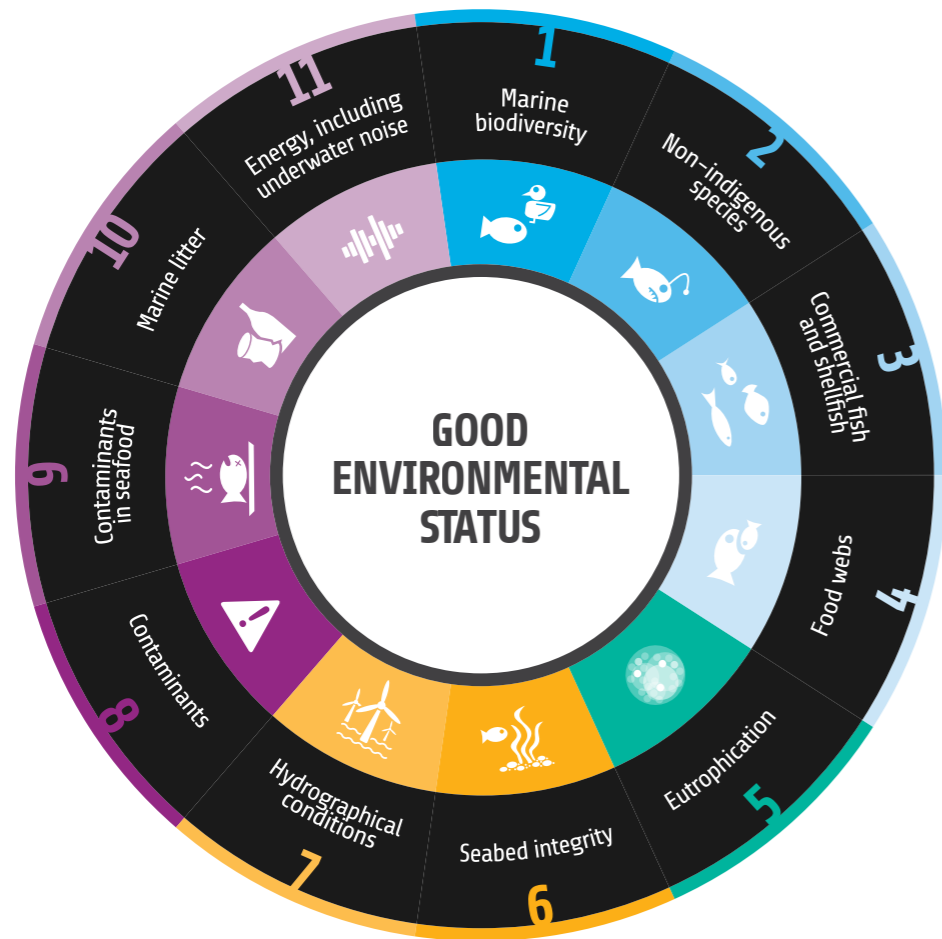 GOOD
ENVIRONMENTAL
STATUS
1
Marine
biodiversity
2
Non-indigenous
species
3
Commercial fish
and shellfish
4
Food webs
5
Eutrophication
6
Seabed integrity
7
Hydrographical
conditions
8
Contaminants
9
Contaminants
in seafood
10
Marine litter
11
Energy, including
underwater noise